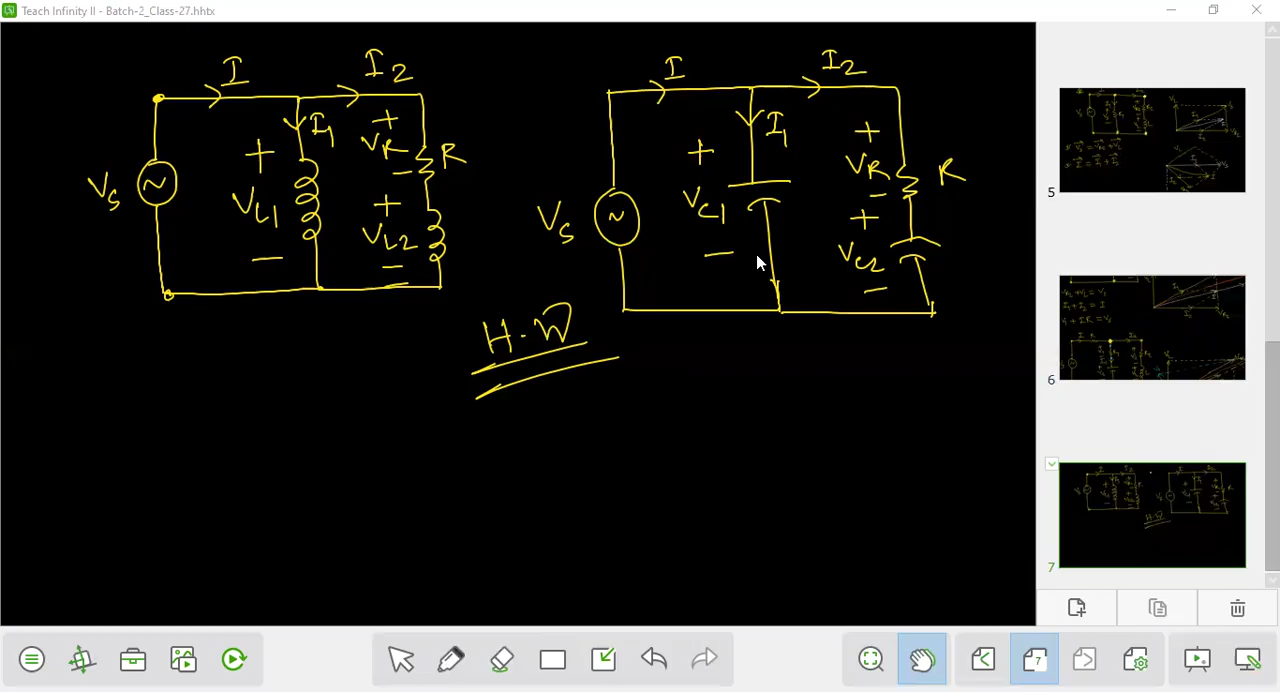 Teach Infinity II - Batch-2_Class-27.hhtx
I
I2
I1
+
VR
-
R
+
VL1
-
+
VL2
-
Vs
I
I2
I1
+
VC1
-
+
VR
-
R
+
VC2
-
Vs
H.W
5
6
7
7